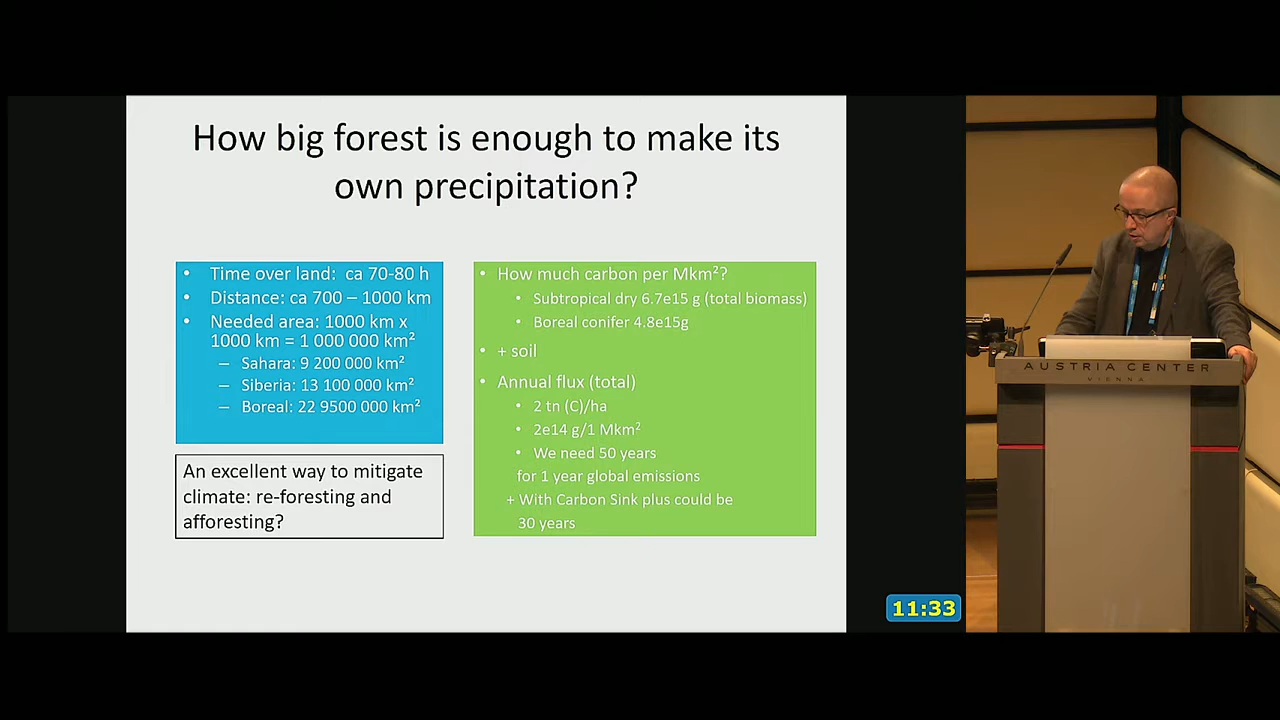 How big forest is enough to make its
own precipitation?
• Time over land: ca 70-80 h
• Distance: ca 700 – 1000 km
• Needed area: 1000 km x
1000 km = 1 000 000 km²
– Sahara: 9 200 000 km²
– Siberia: 13 100 000 km²
– Boreal: 22 9500 000 km²
An excellent way to mitigate
climate: re-foresting and
afforesting?
• How much carbon per Mkm²?
• Subtropical dry 6.7e15 g (total biomass)
• Boreal conifer 4.8e15g
• + soil
• Annual flux (total)
• 2 tn (C)/ha
• 2e14 g/1 Mkm²
• We need 50 years
for 1 year global emissions
+ With Carbon Sink plus could be
30 years
11:33
AUSTRIA CENTER
VIENNA